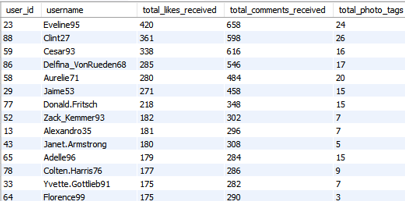 user_id username total_likes_received total_comments_received total_photo_tags
23 Eveline95 420 658 24
88 Clint27 361 598 26
59 Cesar93 338 616 16
86 Delfina_VonRueden68 285 546 17
58 Aurelie71 280 484 20
29 Jaime53 271 458 15
77 Donald.Fritsch 218 348 15
52 Zack_Kemmer93 182 302 7
13 Alexandro35 181 296 7
43 Janet.Armstrong 180 308 5
65 Adelle96 179 284 15
78 Colten.Harris76 177 286 9
33 Yvette.Gottlieb91 175 282 7
64 Florence99 175 290 3